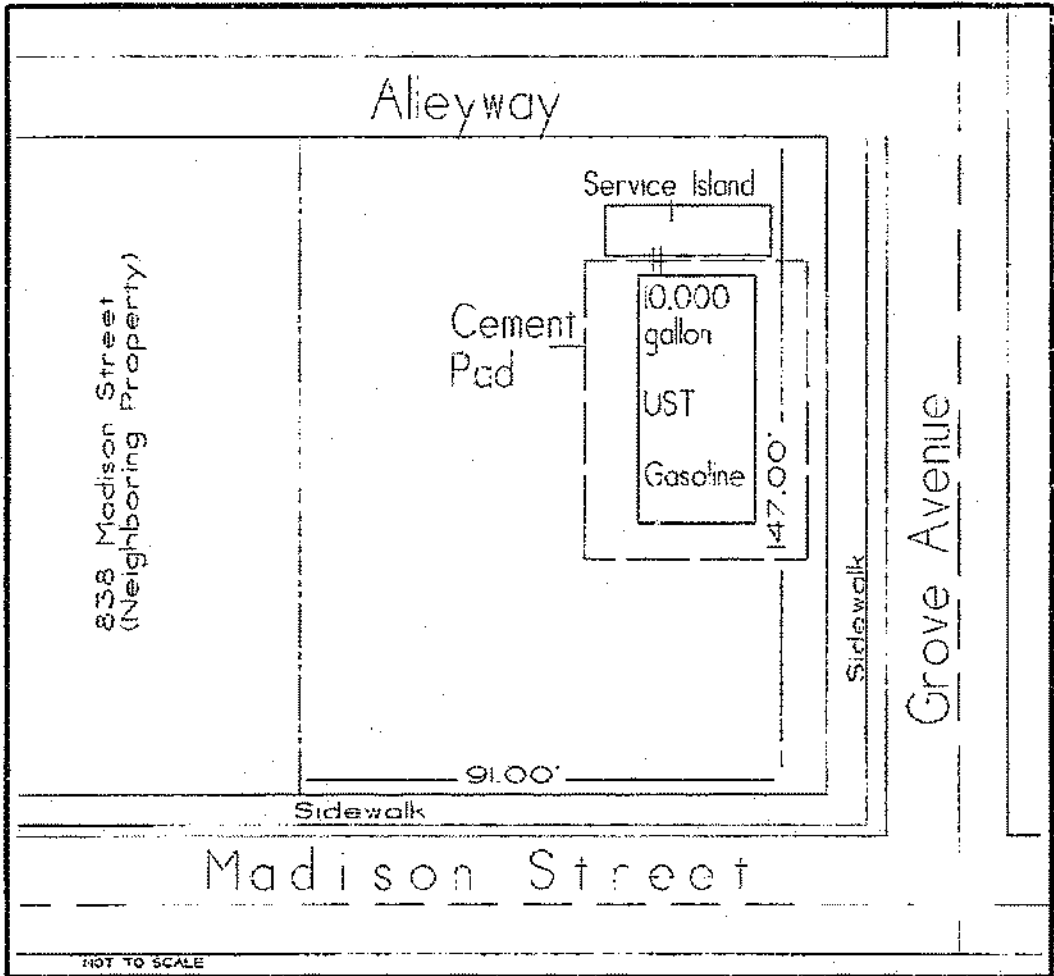 Alleyway
Service Island
10,000
gallon
UST
Gasoline
Cement
Pad
147.00'
838 Madison Street
(Neighboring Property)
Sidewalk
Grove Avenue
91.00'
Sidewalk
Madison Street
NOT TO SCALE